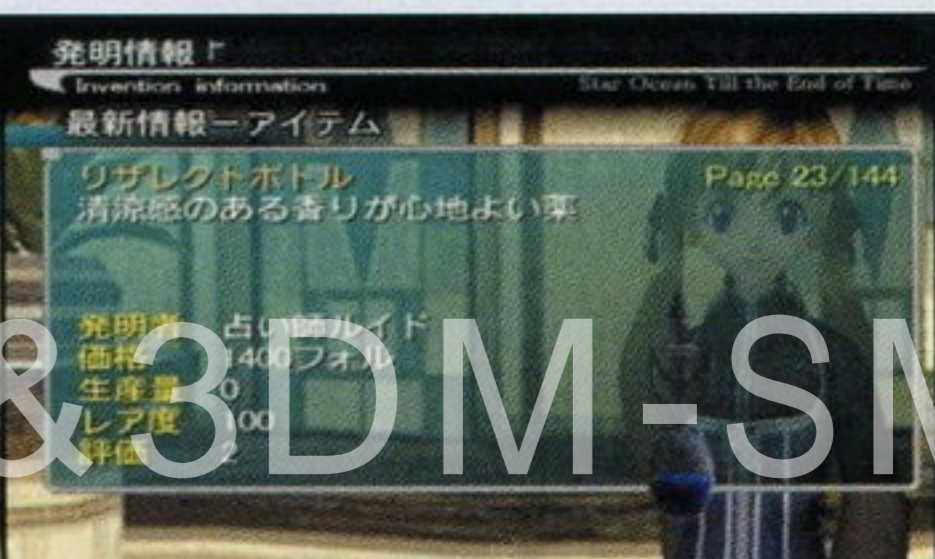 発明情報
Invention information
Star Ocean Till the End of Time
最新情報ーアイテム
リザレクトボトル
Page 23/144
清涼感のある香りが心地よい薬
発明者 占い師ルイド
価格 1400フォル
生産量 0
レア度 100
評価 2
&3DM-SM